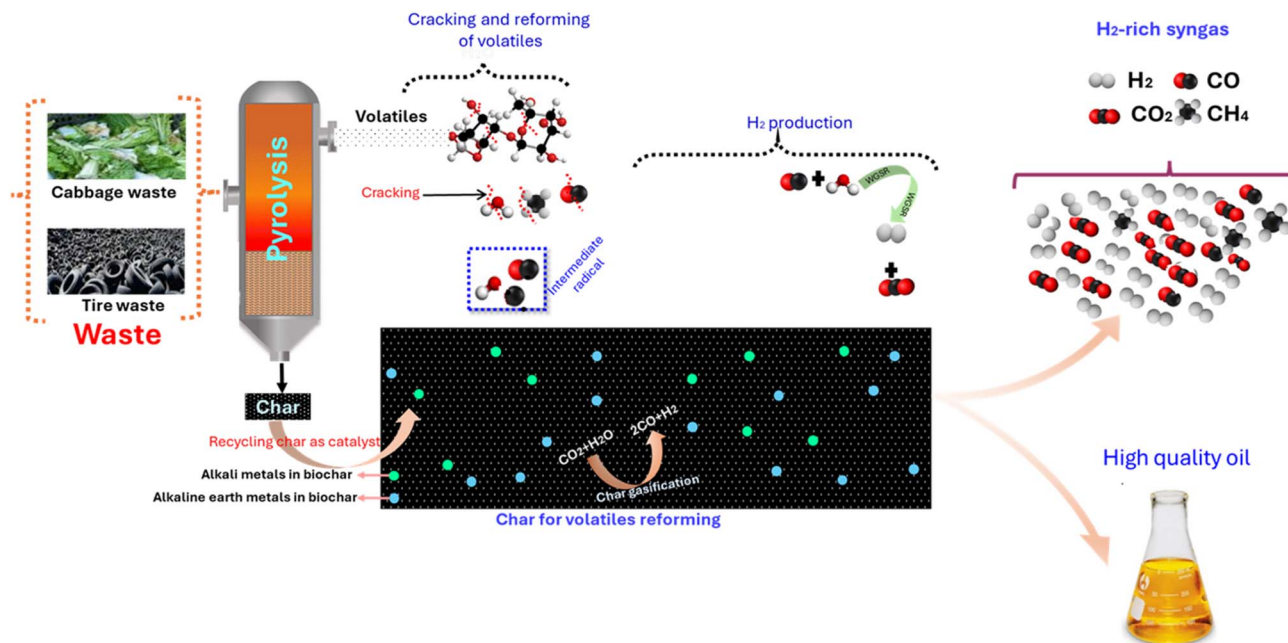 Cracking and reforming
of volatiles
H₂-rich syngas
H₂
CO
CO₂
CH₄
Volatiles
H₂ production
Pyrolysis
Cabbage waste
Cracking
WGSR
WGSR
Tire waste
Waste
Intermediate
radical
Char
Recycling char as catalyst
CO₂+H₂O
2CO+H₂
Char gasification
Alkali metals in biochar
Alkaline earth metals in biochar
Char for volatiles reforming
High quality oil